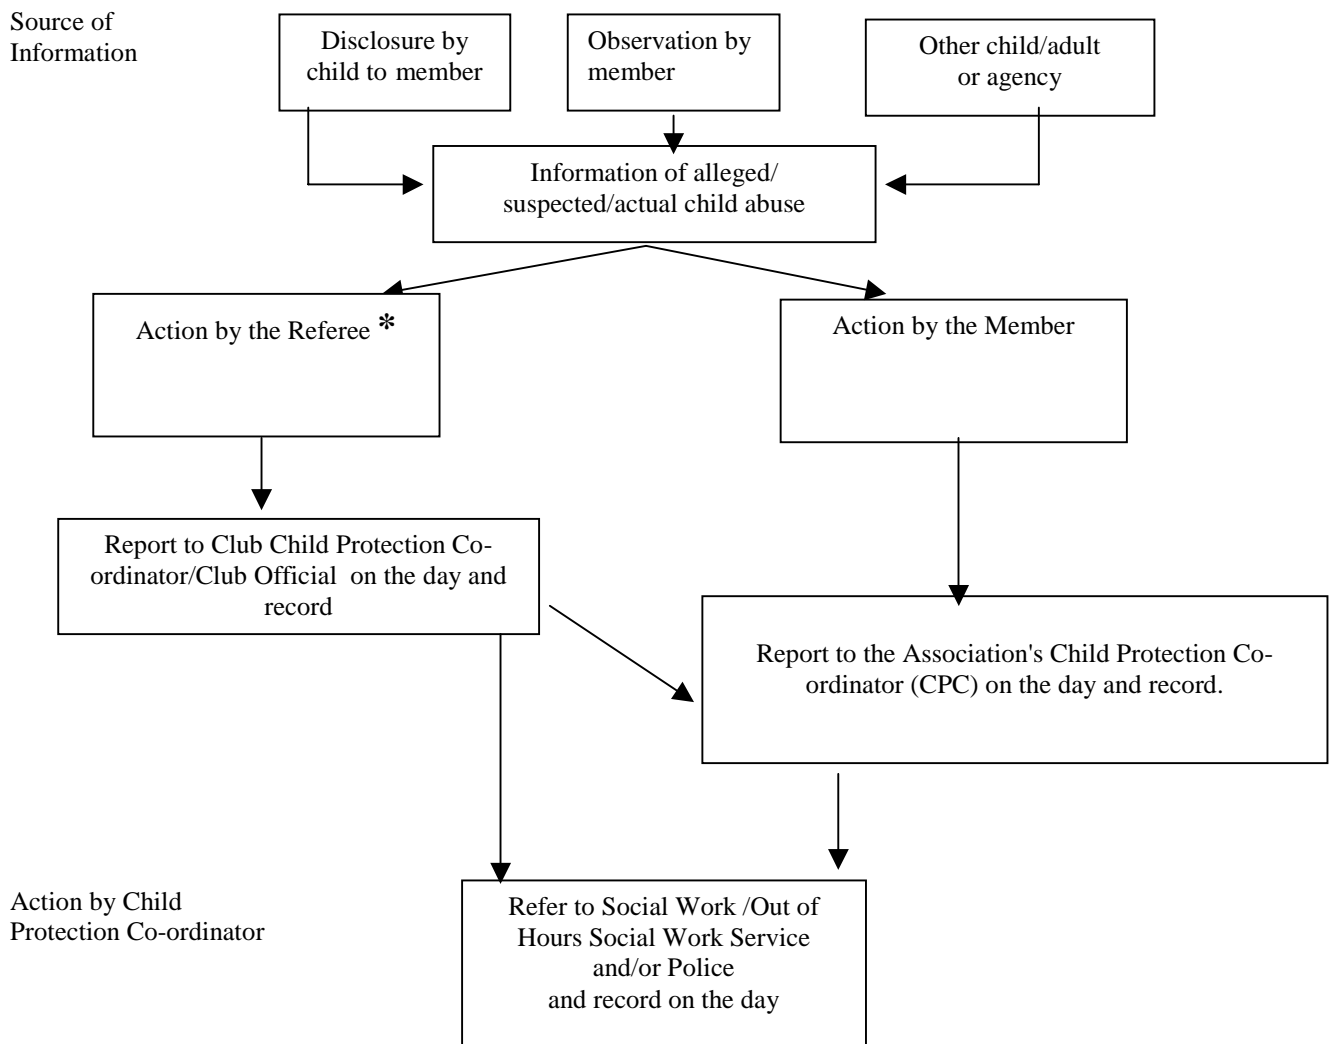 Source of
Information
Disclosure by
child to member
Observation by
member
Other child/adult
or agency
Information of alleged/
suspected/actual child abuse
Action by the Referee *
Action by the Member
Report to Club Child Protection Co-
ordinator/Club Official  on the day and
record
Report to the Association's Child Protection Co-
ordinator (CPC) on the day and record.
Action by Child
Protection Co-ordinator
Refer to Social Work /Out of
Hours Social Work Service
and/or Police
and record on the day